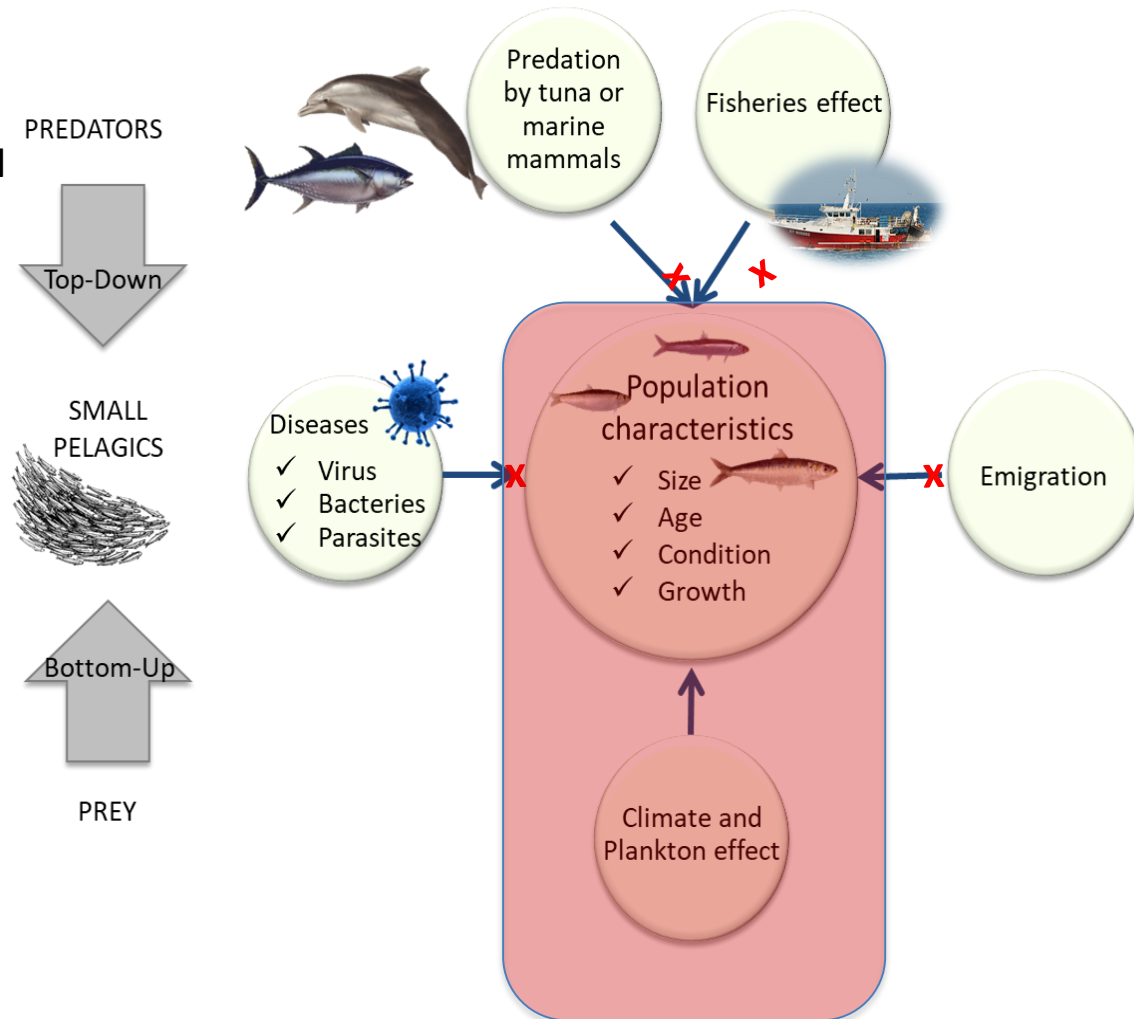 PREDATORS
Top-Down
SMALL
PELAGICS
Bottom-Up
PREY
Predation
by tuna or
marine
mammals
Fisheries effect
x
x
Diseases
✓ Virus
✓ Bacteries
✓ Parasites
x
Population
characteristics
✓ Size
✓ Age
✓ Condition
✓ Growth
x
Emigration
Climate and
Plankton effect